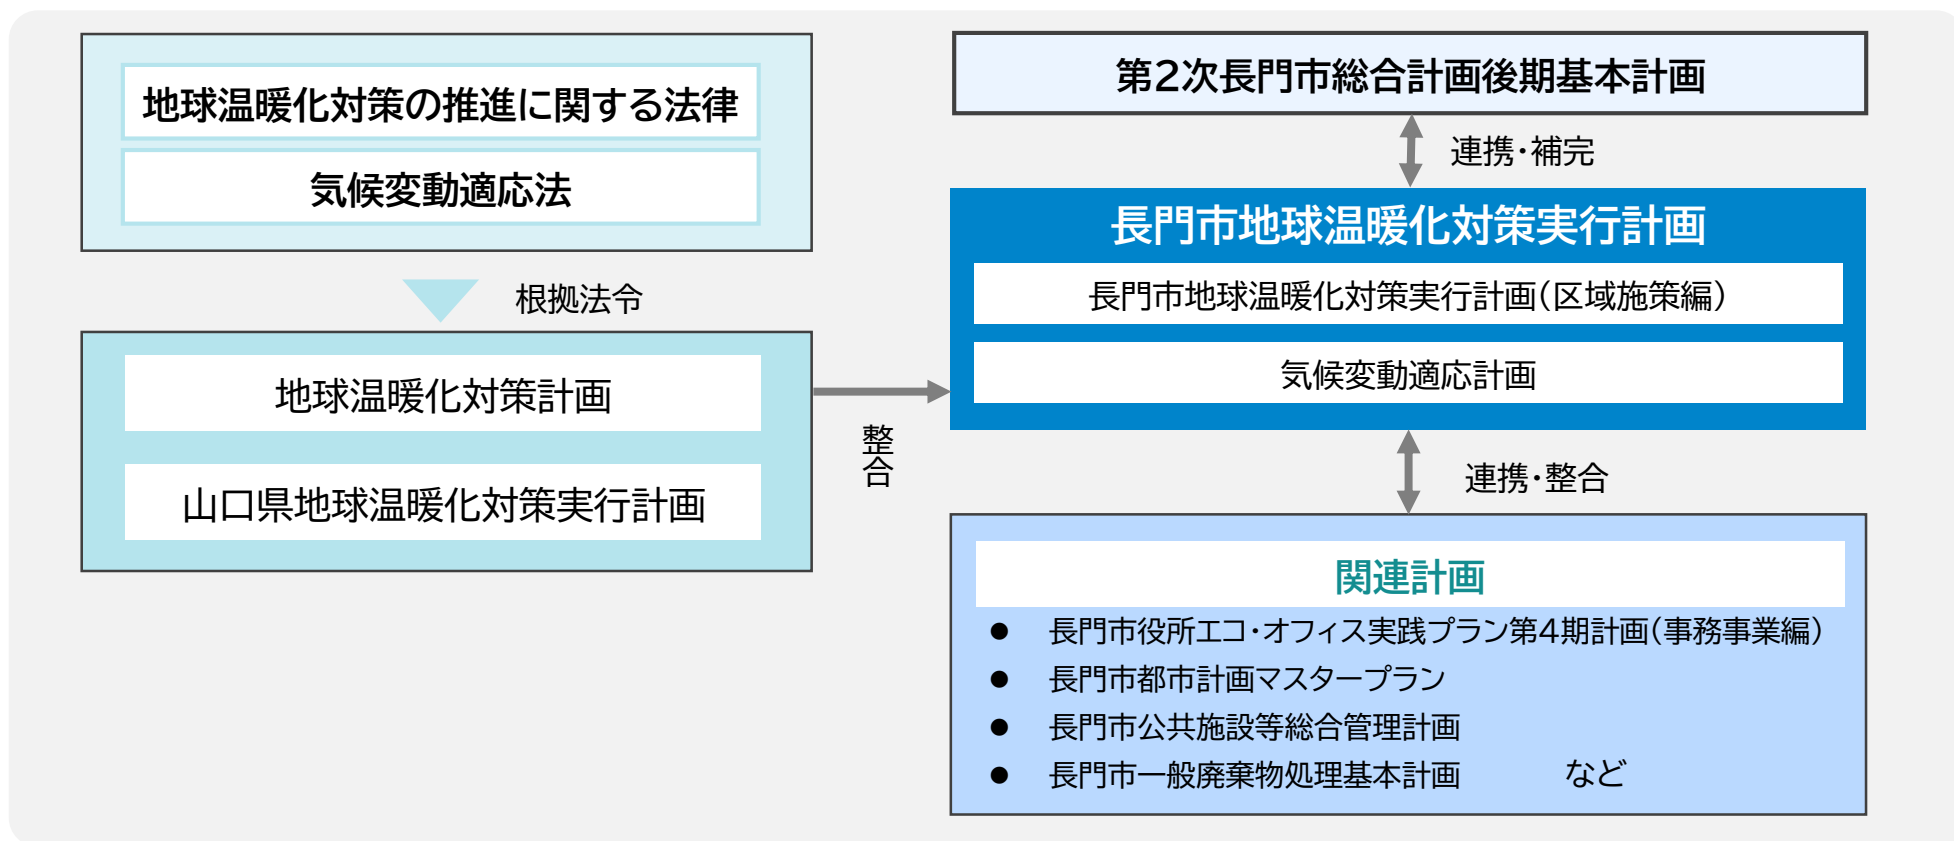 地球温暖化対策の推進に関する法律
気候変動適応法
根拠法令
地球温暖化対策計画
山口県地球温暖化対策実行計画
整合
第2次長門市総合計画後期基本計画
連携・補完
長門市地球温暖化対策実行計画
長門市地球温暖化対策実行計画(区域施策編)
気候変動適応計画
連携・整合
関連計画
● 長門市役所エコ・オフィス実践プラン第4期計画(事務事業編)
● 長門市都市計画マスタープラン
● 長門市公共施設等総合管理計画
● 長門市一般廃棄物処理基本計画 など